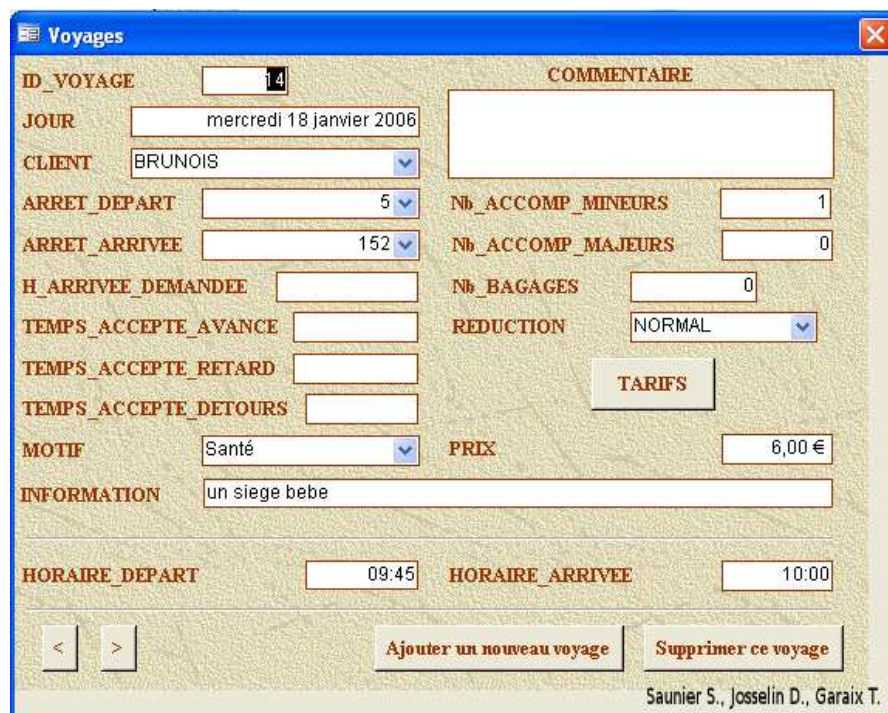 Voyages
ID_VOYAGE 14
COMMENTAIRE
JOUR mercredi 18 janvier 2006
CLIENT BRUNOIS
ARRET_DEPART 5
Nb_ACCOMP_MINEURS 1
ARRET_ARRIVEE 152
Nb_ACCOMP_MAJEURS 0
H_ARRIVEE_DEMANDEE
Nb_BAGAGES 0
TEMPS_ACCEPTE_AVANCE
REDUCTION NORMAL
TEMPS_ACCEPTE_RETARD
TARIFS
TEMPS_ACCEPTE_DETOURS
MOTIF Santé
PRIX 6,00 €
INFORMATION un siege bebe
HORAIRE_DEPART 09:45
HORAIRE_ARRIVEE 10:00
< >
Ajouter un nouveau voyage
Supprimer ce voyage
Saunier S., Josselin D., Garaix T.